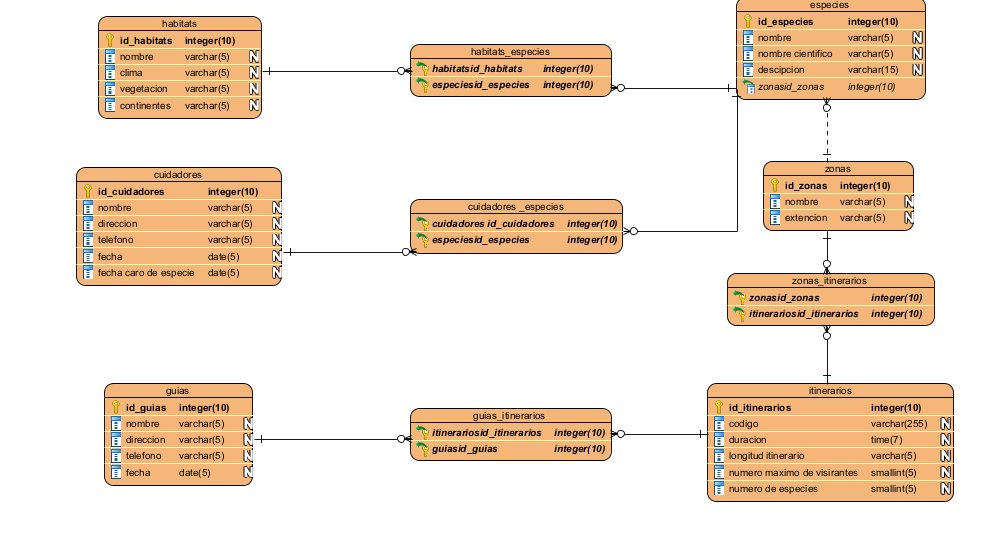 habitats
id_habitats integer(10)
nombre varchar(5) N
clima varchar(5) N
vegetacion varchar(5) N
continentes varchar(5) N
habitats_especies
habitatsid_habitats integer(10)
especiesid_especies integer(10)
especies
id_especies integer(10)
nombre varchar(5) N
nombre cientifico varchar(5) N
descipcion varchar(15) N
zonasid_zonas integer(10)
cuidadores
id_cuidadores integer(10)
nombre varchar(5) N
direccion varchar(5) N
telefono varchar(5) N
fecha date(5) N
fecha caro de especie date(5) N
cuidadores _especies
cuidadores id_cuidadores integer(10)
especiesid_especies integer(10)
zonas
id_zonas integer(10)
nombre varchar(5) N
extencion varchar(5) N
zonas_itinerarios
zonasid_zonas integer(10)
itinerariosid_itinerarios integer(10)
guias
id_guias integer(10)
nombre varchar(5) N
direccion varchar(5) N
telefono varchar(5) N
fecha date(5) N
guias_itinerarios
itinerariosid_itinerarios integer(10)
guiasid_guias integer(10)
itinerarios
id_itinerarios integer(10)
codigo varchar(255) N
duracion time(7) N
longitud itinerario varchar(5) N
numero maximo de visirantes smallint(5) N
numero de especies smallint(5) N